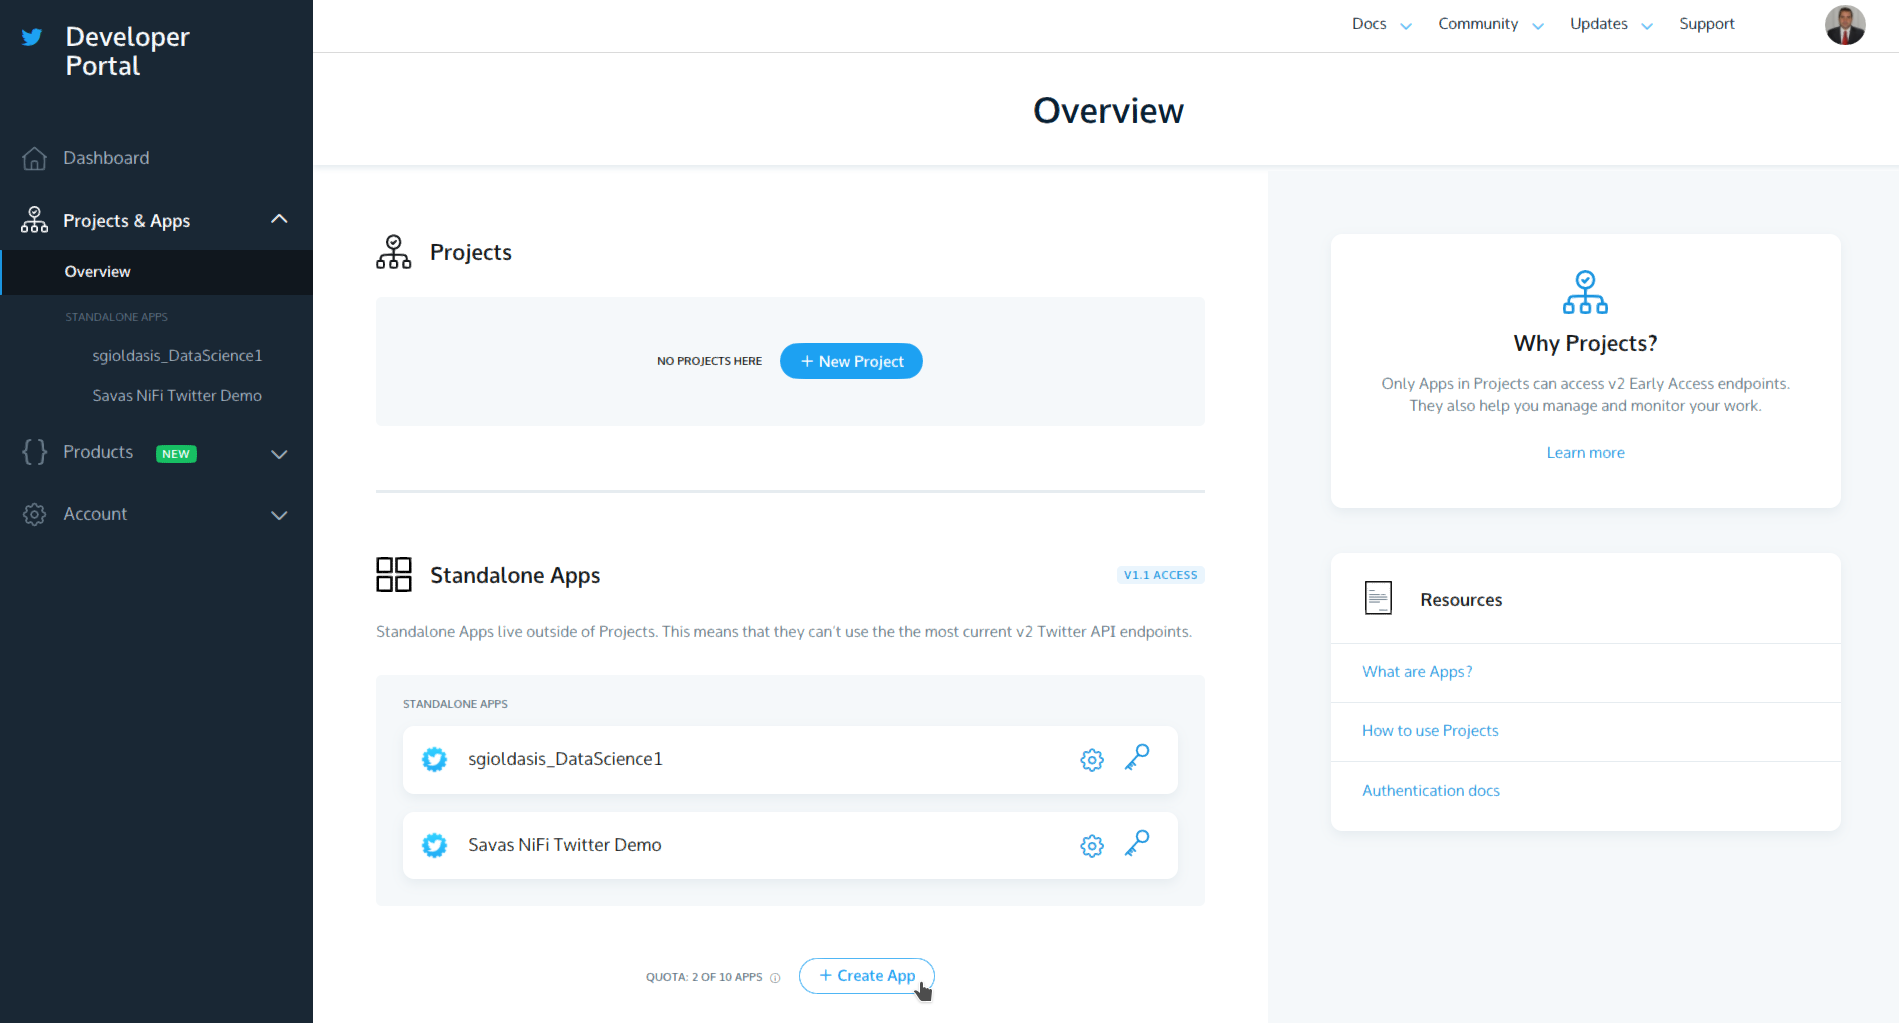 Developer
Portal
Dashboard
Projects & Apps
Overview
STANDALONE APPS
sgioldasis_DataScience1
Savas NiFi Twitter Demo
Products NEW
Account
Docs Community Updates Support
Overview
Projects
NO PROJECTS HERE + New Project
Standalone Apps V1.1 ACCESS
Standalone Apps live outside of Projects. This means that they can't use the the most current v2 Twitter API endpoints.
STANDALONE APPS
sgioldasis_DataScience1
Savas NiFi Twitter Demo
QUOTA: 2 OF 10 APPS + Create App
Why Projects?
Only Apps in Projects can access v2 Early Access endpoints.
They also help you manage and monitor your work.
Learn more
Resources
What are Apps?
How to use Projects
Authentication docs